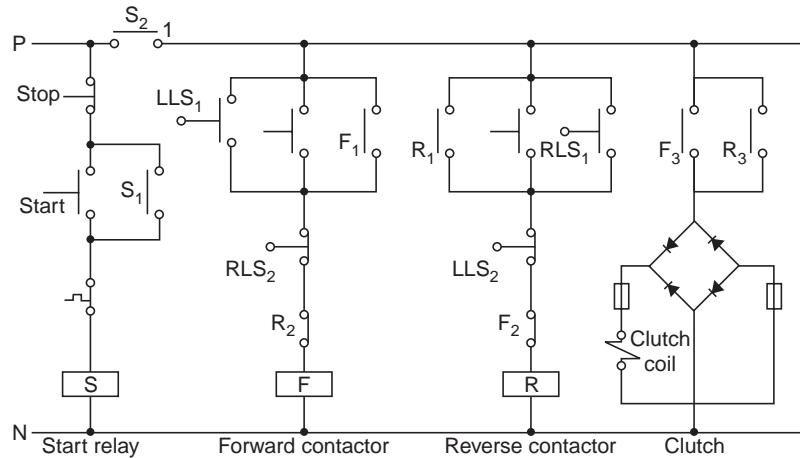 S₂ 1
P
Stop
LLS₁
F₁
R₁
RLS₁
F₃
R₃
Start
S₁
RLS₂
LLS₂
R₂
F₂
Clutch
coil
S
F
R
N
Start relay
Forward contactor
Reverse contactor
Clutch